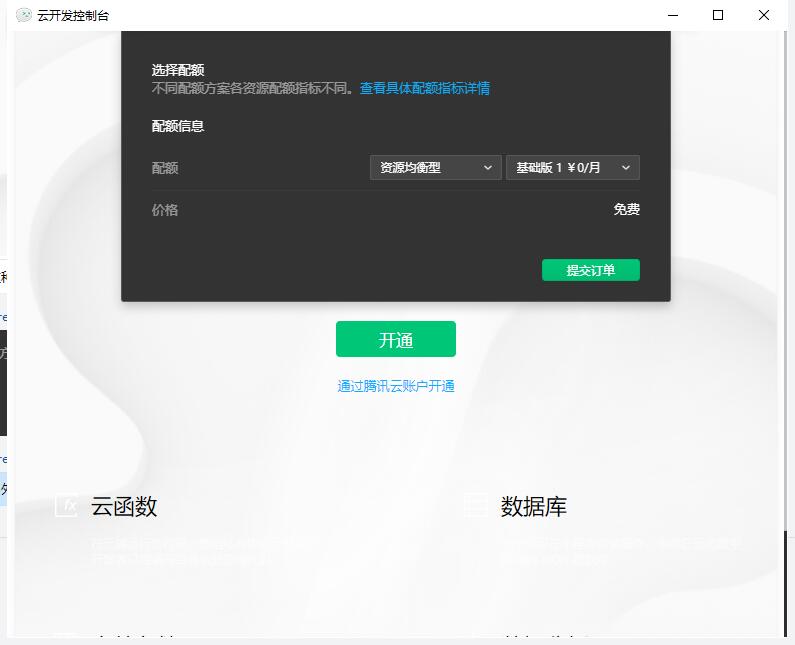 云开发控制台
选择配额
不同配额方案各资源配额指标不同。查看具体配额指标详情
配额信息
配额 资源均衡型 基础版 1 ¥0/月
价格 免费
提交订单
开通
通过腾讯云账户开通
fx 云函数 数据库